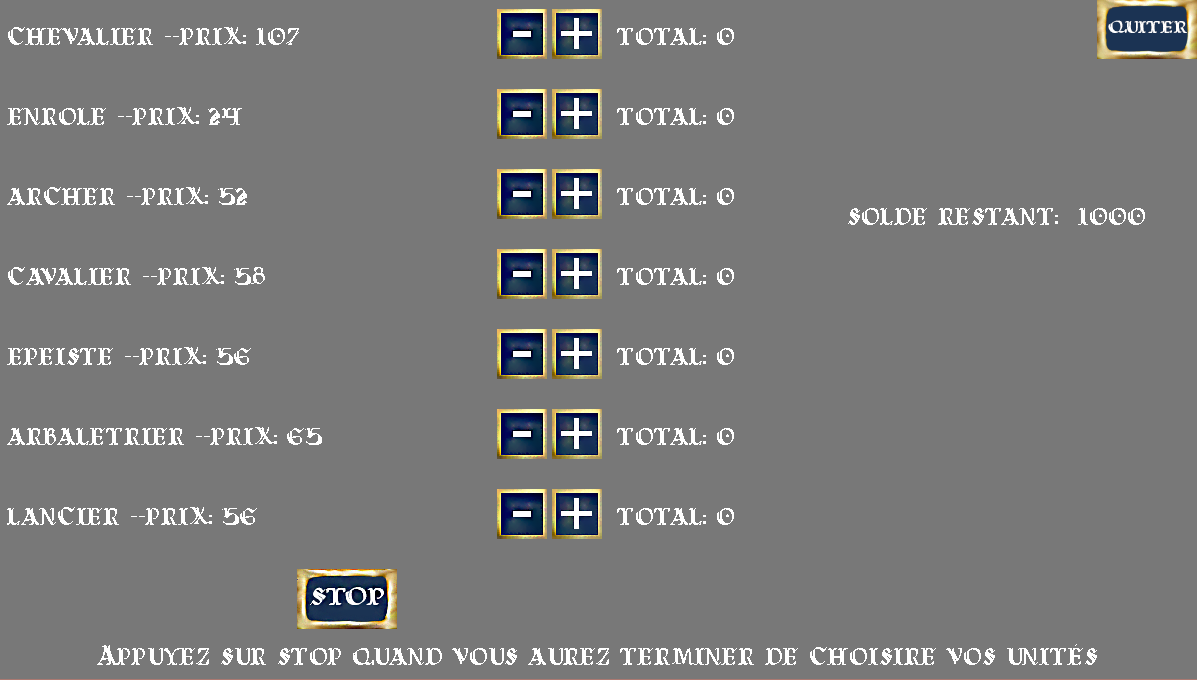 CHEVALIER --PRIX: 107 - + TOTAL: 0 QUITER
ENROLE --PRIX: 24 - + TOTAL: 0
ARCHER --PRIX: 52 - + TOTAL: 0
SOLDE RESTANT: 1000
CAVALIER --PRIX: 58 - + TOTAL: 0
EPEISTE --PRIX: 56 - + TOTAL: 0
ARBALETRIER --PRIX: 65 - + TOTAL: 0
LANCIER --PRIX: 56 - + TOTAL: 0
STOP
APPUYEZ SUR STOP QUAND VOUS AUREZ TERMINER DE CHOISIRE VOS UNITÉS